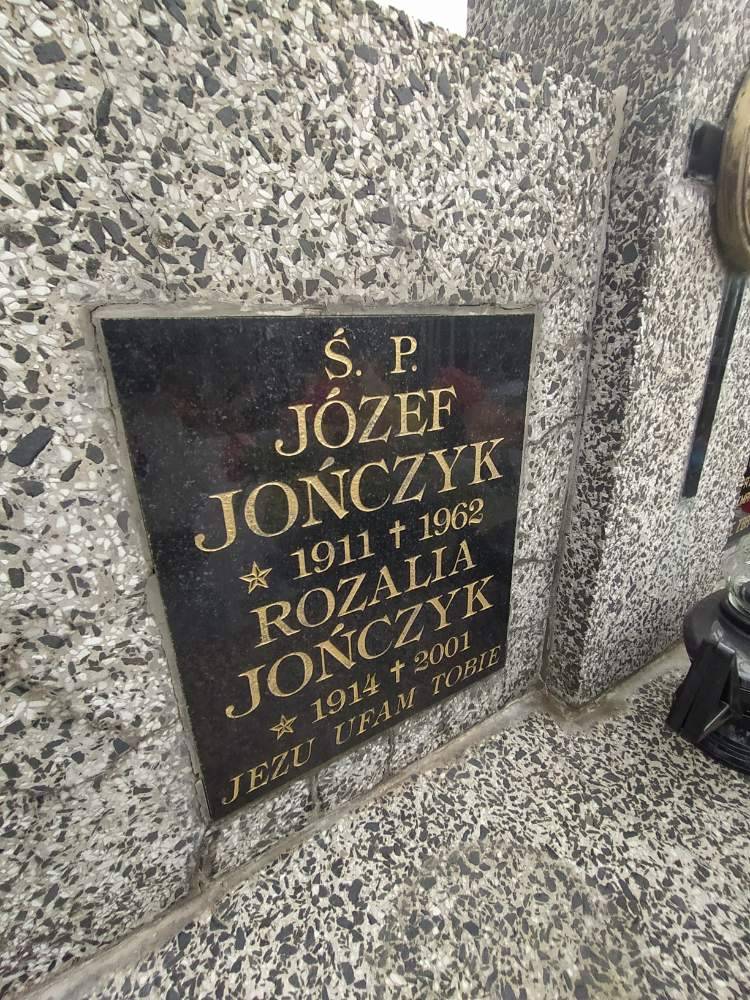 Ś. P.
JÓZEF
JOŃCZYK
★ 1911 ✝ 1962
ROZALIA
JOŃCZYK
★ 1914 ✝ 2001
JEZU UFAM TOBIE